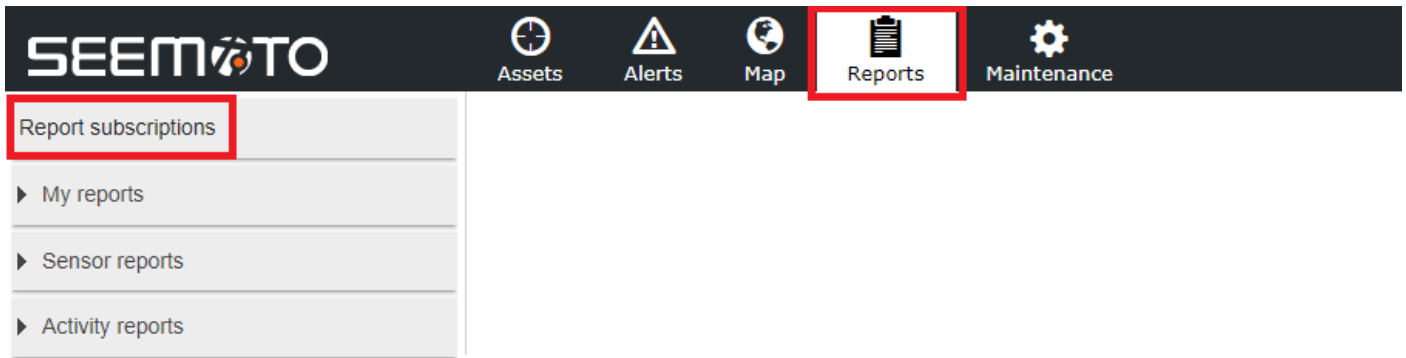 SEEMOTO
Assets
Alerts
Map
Reports
Maintenance
Report subscriptions
My reports
Sensor reports
Activity reports